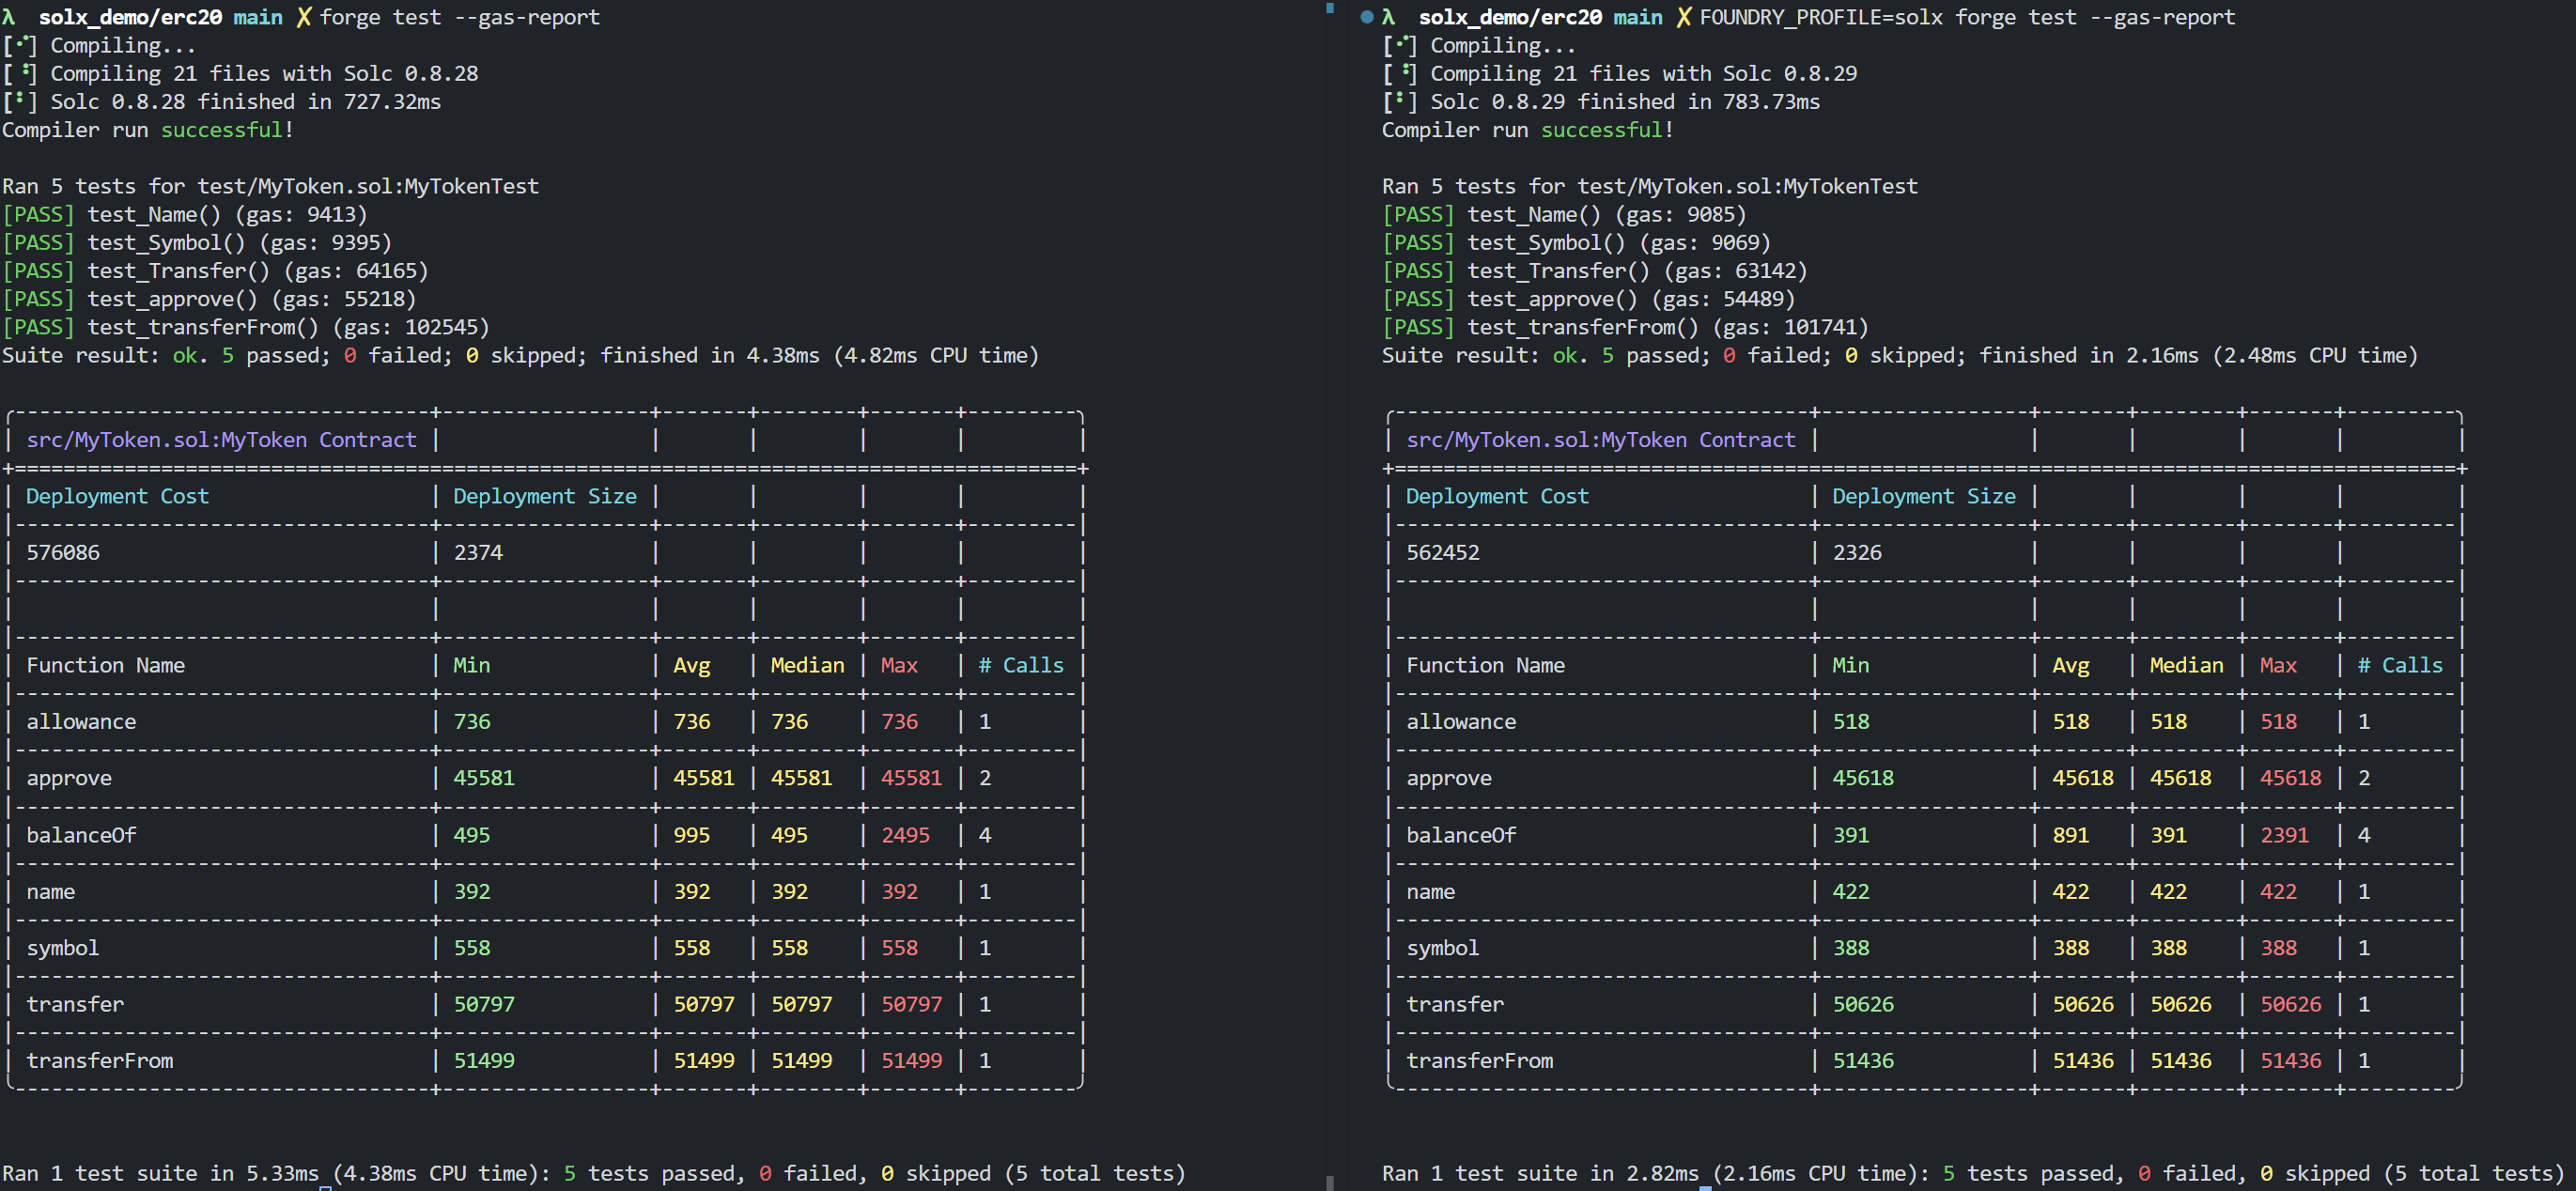 λ  solx_demo/erc20 main ✗ forge test --gas-report
[⠊] Compiling...
[⠘] Compiling 21 files with Solc 0.8.28
[⠃] Solc 0.8.28 finished in 727.32ms
Compiler run successful!

Ran 5 tests for test/MyToken.sol:MyTokenTest
[PASS] test_Name() (gas: 9413)
[PASS] test_Symbol() (gas: 9395)
[PASS] test_Transfer() (gas: 64165)
[PASS] test_approve() (gas: 55218)
[PASS] test_transferFrom() (gas: 102545)
Suite result: ok. 5 passed; 0 failed; 0 skipped; finished in 4.38ms (4.82ms CPU time)

| src/MyToken.sol:MyToken Contract | | | | | |
| Deployment Cost | Deployment Size | | | | |
| 576086 | 2374 | | | | |
| | | | | | |
| Function Name | Min | Avg | Median | Max | # Calls |
| allowance | 736 | 736 | 736 | 736 | 1 |
| approve | 45581 | 45581 | 45581 | 45581 | 2 |
| balanceOf | 495 | 995 | 495 | 2495 | 4 |
| name | 392 | 392 | 392 | 392 | 1 |
| symbol | 558 | 558 | 558 | 558 | 1 |
| transfer | 50797 | 50797 | 50797 | 50797 | 1 |
| transferFrom | 51499 | 51499 | 51499 | 51499 | 1 |

Ran 1 test suite in 5.33ms (4.38ms CPU time): 5 tests passed, 0 failed, 0 skipped (5 total tests)

λ  solx_demo/erc20 main ✗ FOUNDRY_PROFILE=solx forge test --gas-report
[⠊] Compiling...
[⠘] Compiling 21 files with Solc 0.8.29
[⠃] Solc 0.8.29 finished in 783.73ms
Compiler run successful!

Ran 5 tests for test/MyToken.sol:MyTokenTest
[PASS] test_Name() (gas: 9085)
[PASS] test_Symbol() (gas: 9069)
[PASS] test_Transfer() (gas: 63142)
[PASS] test_approve() (gas: 54489)
[PASS] test_transferFrom() (gas: 101741)
Suite result: ok. 5 passed; 0 failed; 0 skipped; finished in 2.16ms (2.48ms CPU time)

| src/MyToken.sol:MyToken Contract | | | | | |
| Deployment Cost | Deployment Size | | | | |
| 562452 | 2326 | | | | |
| | | | | | |
| Function Name | Min | Avg | Median | Max | # Calls |
| allowance | 518 | 518 | 518 | 518 | 1 |
| approve | 45618 | 45618 | 45618 | 45618 | 2 |
| balanceOf | 391 | 891 | 391 | 2391 | 4 |
| name | 422 | 422 | 422 | 422 | 1 |
| symbol | 388 | 388 | 388 | 388 | 1 |
| transfer | 50626 | 50626 | 50626 | 50626 | 1 |
| transferFrom | 51436 | 51436 | 51436 | 51436 | 1 |

Ran 1 test suite in 2.82ms (2.16ms CPU time): 5 tests passed, 0 failed, 0 skipped (5 total tests)